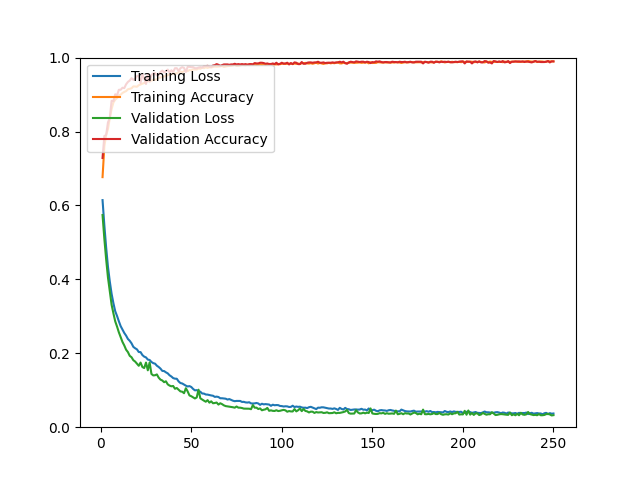 1.0
0.8
0.6
0.4
0.2
0.0
Training Loss
Training Accuracy
Validation Loss
Validation Accuracy
0 50 100 150 200 250